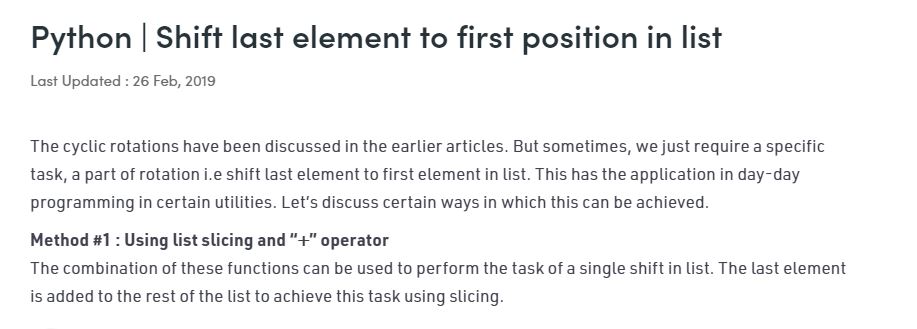 Python | Shift last element to first position in list
Last Updated : 26 Feb, 2019
The cyclic rotations have been discussed in the earlier articles. But sometimes, we just require a specific
task, a part of rotation i.e shift last element to first element in list. This has the application in day-day
programming in certain utilities. Let’s discuss certain ways in which this can be achieved.
Method #1 : Using list slicing and “+” operator
The combination of these functions can be used to perform the task of a single shift in list. The last element
is added to the rest of the list to achieve this task using slicing.